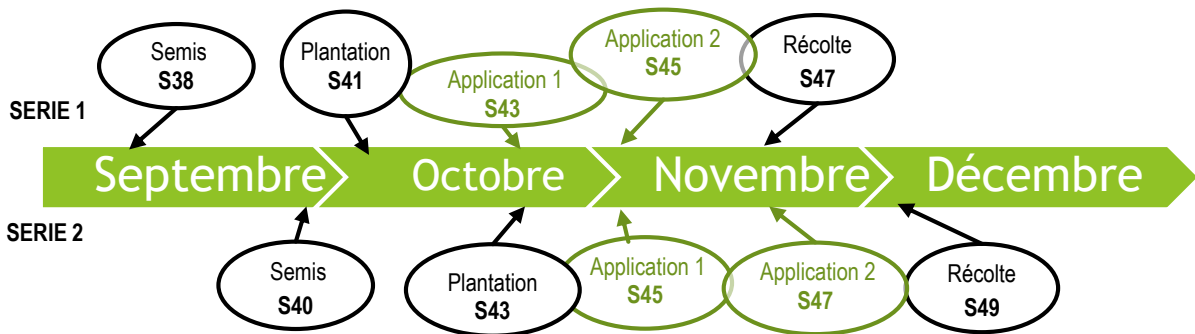 Semis
S38
Plantation
S41
Application 1
S43
Application 2
S45
Récolte
S47
SERIE 1
Septembre
Octobre
Novembre
Décembre
SERIE 2
Semis
S40
Plantation
S43
Application 1
S45
Application 2
S47
Récolte
S49